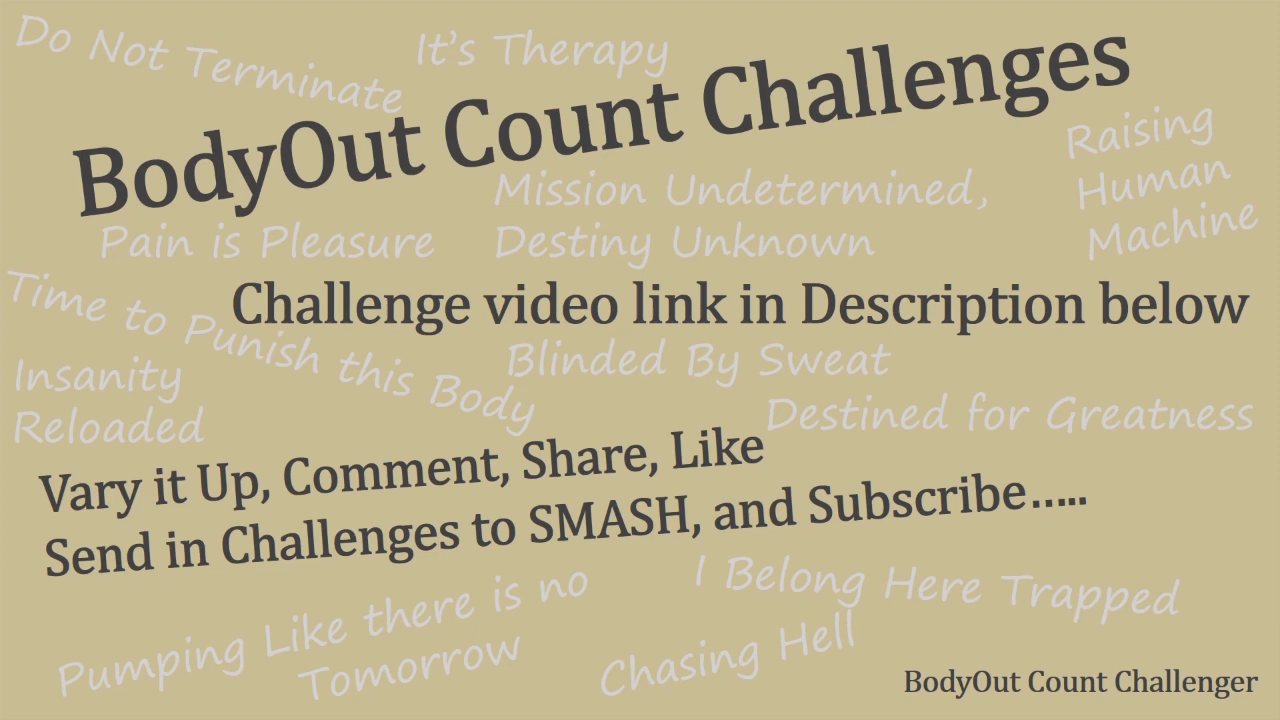 Do Not Terminate
It's Therapy
BodyOut Count Challenges
Raising
Human
Machine
Mission Undetermined,
Destiny Unknown
Pain is Pleasure
Challenge video link in Description below
Time to Punish this Body
Insanity
Reloaded
Blinded By Sweat
Destined for Greatness
Vary it Up, Comment, Share, Like
Send in Challenges to SMASH, and Subscribe.....
I Belong Here Trapped
Pumping Like there is no
Tomorrow
Chasing Hell
BodyOut Count Challenger